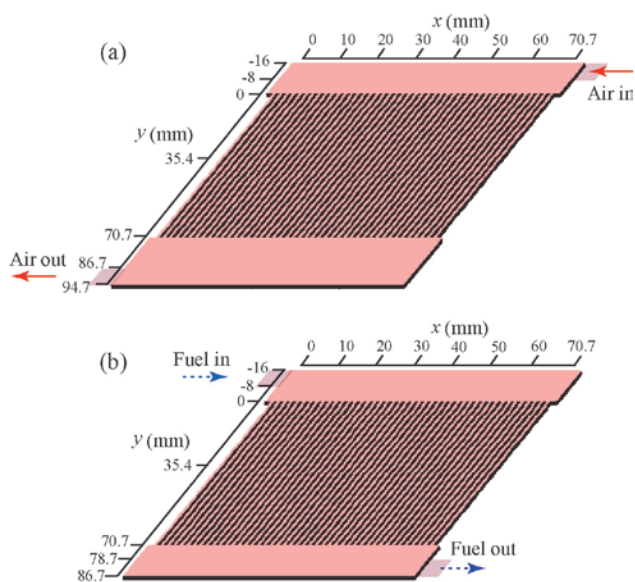 x (mm)
0 10 20 30 40 50 60 70.7
(a)
-16
-8
0
Air in
y (mm)
35.4
70.7
Air out
86.7
94.7
x (mm)
0 10 20 30 40 50 60 70.7
(b)
Fuel in
-16
-8
0
y (mm)
35.4
70.7
78.7
86.7
Fuel out